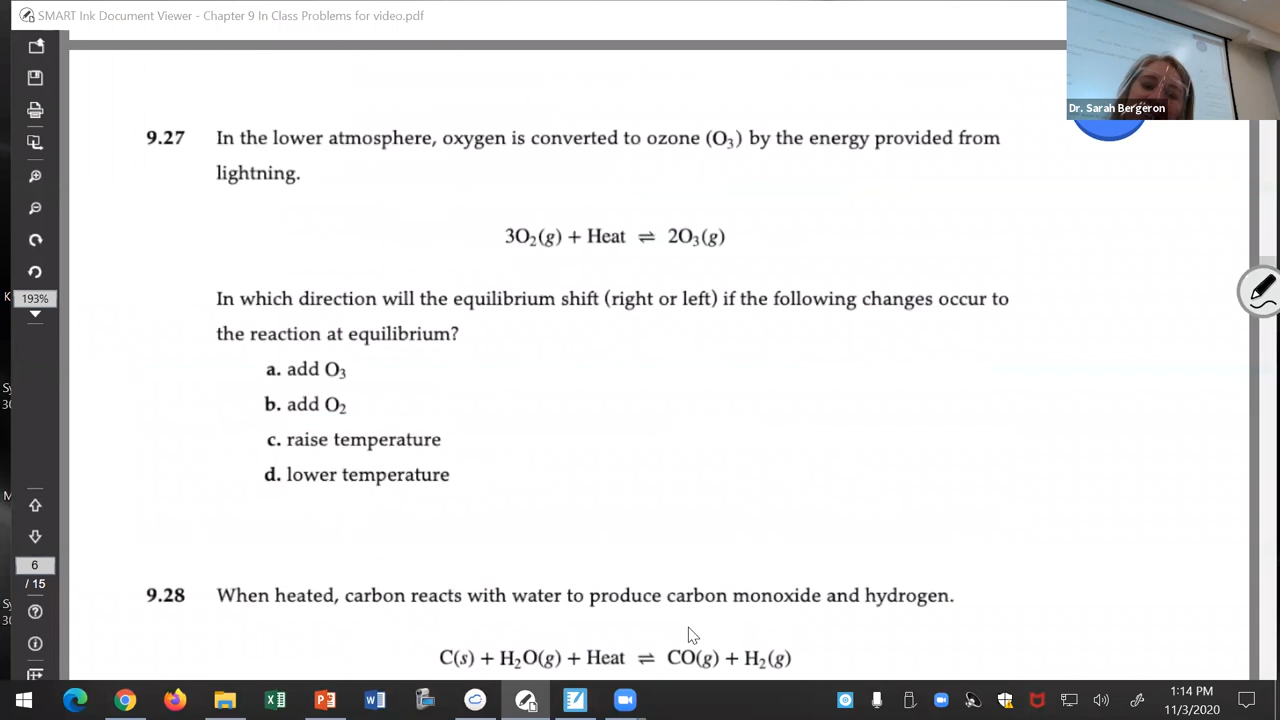 SMART Ink Document Viewer - Chapter 9 In Class Problems for video.pdf
Dr. Sarah Bergeron
9.27 In the lower atmosphere, oxygen is converted to ozone (O₃) by the energy provided from
lightning.
3O₂(g) + Heat ⇌ 2O₃(g)
193%
In which direction will the equilibrium shift (right or left) if the following changes occur to
the reaction at equilibrium?
a. add O₃
b. add O₂
c. raise temperature
d. lower temperature
6
/ 15
9.28 When heated, carbon reacts with water to produce carbon monoxide and hydrogen.
C(s) + H₂O(g) + Heat ⇌ CO(g) + H₂(g)
1:14 PM
11/3/2020